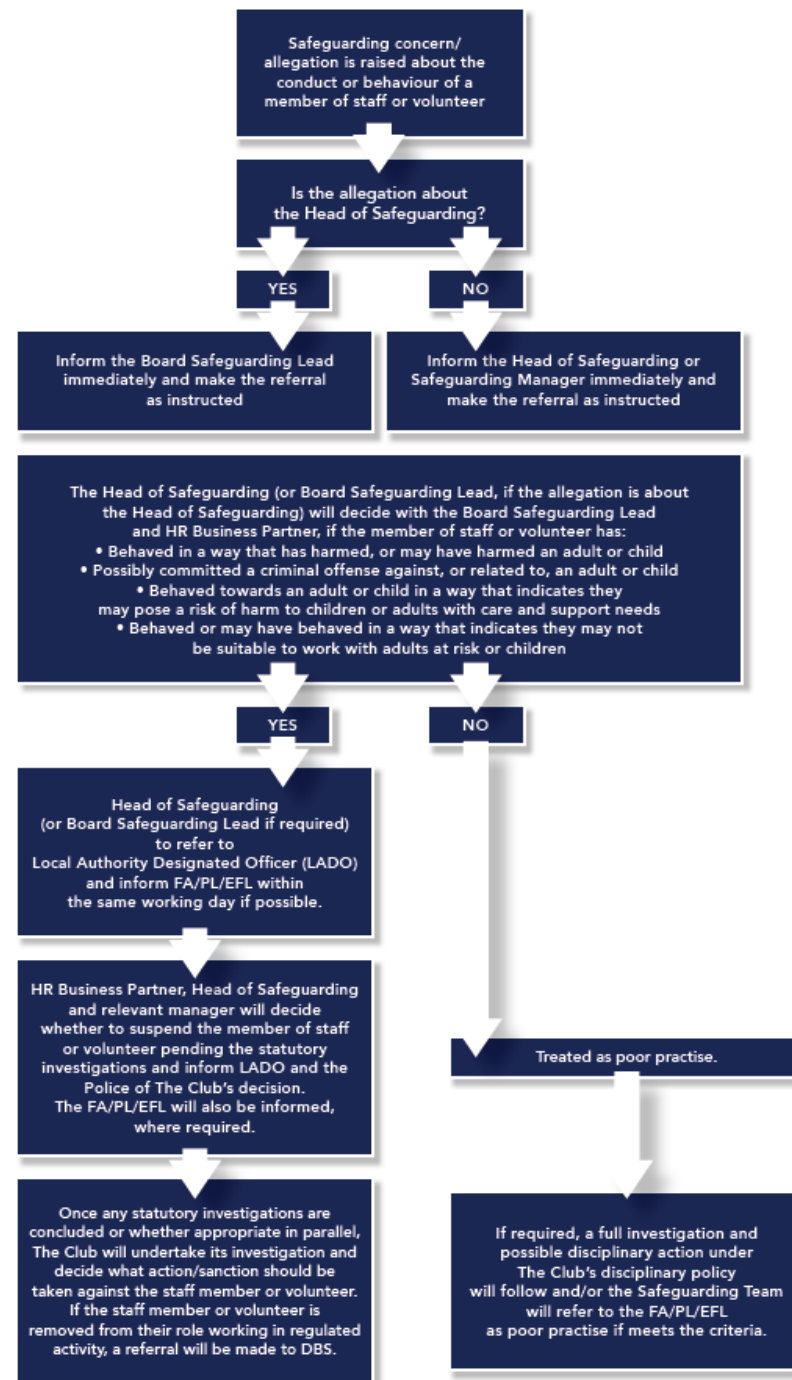 Safeguarding concern/
allegation is raised about the
conduct or behaviour of a
member of staff or volunteer
Is the allegation about
the Head of Safeguarding?
YES
NO
Inform the Board Safeguarding Lead
immediately and make the referral
as instructed
Inform the Head of Safeguarding or
Safeguarding Manager immediately and
make the referral as instructed
The Head of Safeguarding (or Board Safeguarding Lead, if the allegation is about
the Head of Safeguarding) will decide with the Board Safeguarding Lead
and HR Business Partner, if the member of staff or volunteer has:
• Behaved in a way that has harmed, or may have harmed an adult or child
• Possibly committed a criminal offense against, or related to, an adult or child
• Behaved towards an adult or child in a way that indicates they
may pose a risk of harm to children or adults with care and support needs
• Behaved or may have behaved in a way that indicates they may not
be suitable to work with adults at risk or children
YES
NO
Head of Safeguarding
(or Board Safeguarding Lead if required)
to refer to
Local Authority Designated Officer (LADO)
and inform FA/PL/EFL within
the same working day if possible.
HR Business Partner, Head of Safeguarding
and relevant manager will decide
whether to suspend the member of staff
or volunteer pending the statutory
investigations and inform LADO and the
Police of The Club's decision.
The FA/PL/EFL will also be informed,
where required.
Treated as poor practise.
Once any statutory investigations are
concluded or whether appropriate in parallel,
The Club will undertake its investigation and
decide what action/sanction should be
taken against the staff member or volunteer.
If the staff member or volunteer is
removed from their role working in regulated
activity, a referral will be made to DBS.
If required, a full investigation and
possible disciplinary action under
The Club's disciplinary policy
will follow and/or the Safeguarding Team
will refer to the FA/PL/EFL
as poor practise if meets the criteria.